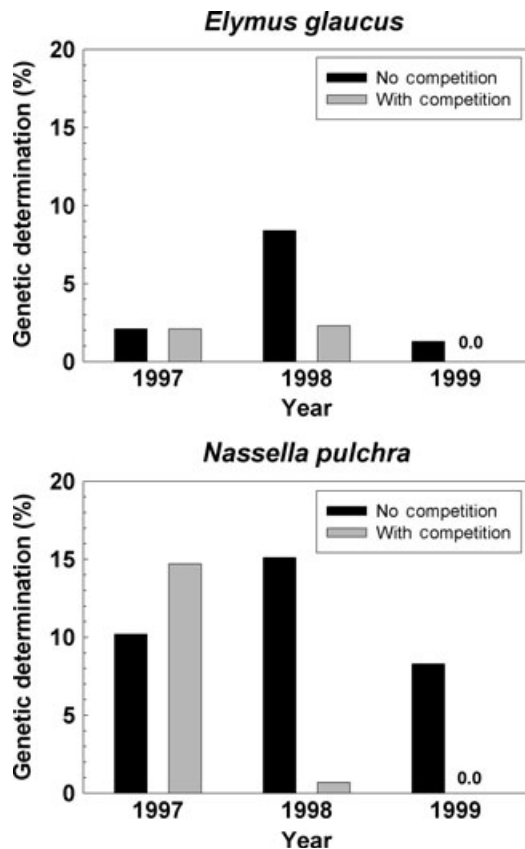 Elymus glaucus
20
15
10
5
0
Genetic determination (%)
No competition
With competition
0.0
1997 1998 1999
Year
Nassella pulchra
20
15
10
5
0
Genetic determination (%)
No competition
With competition
0.0
1997 1998 1999
Year